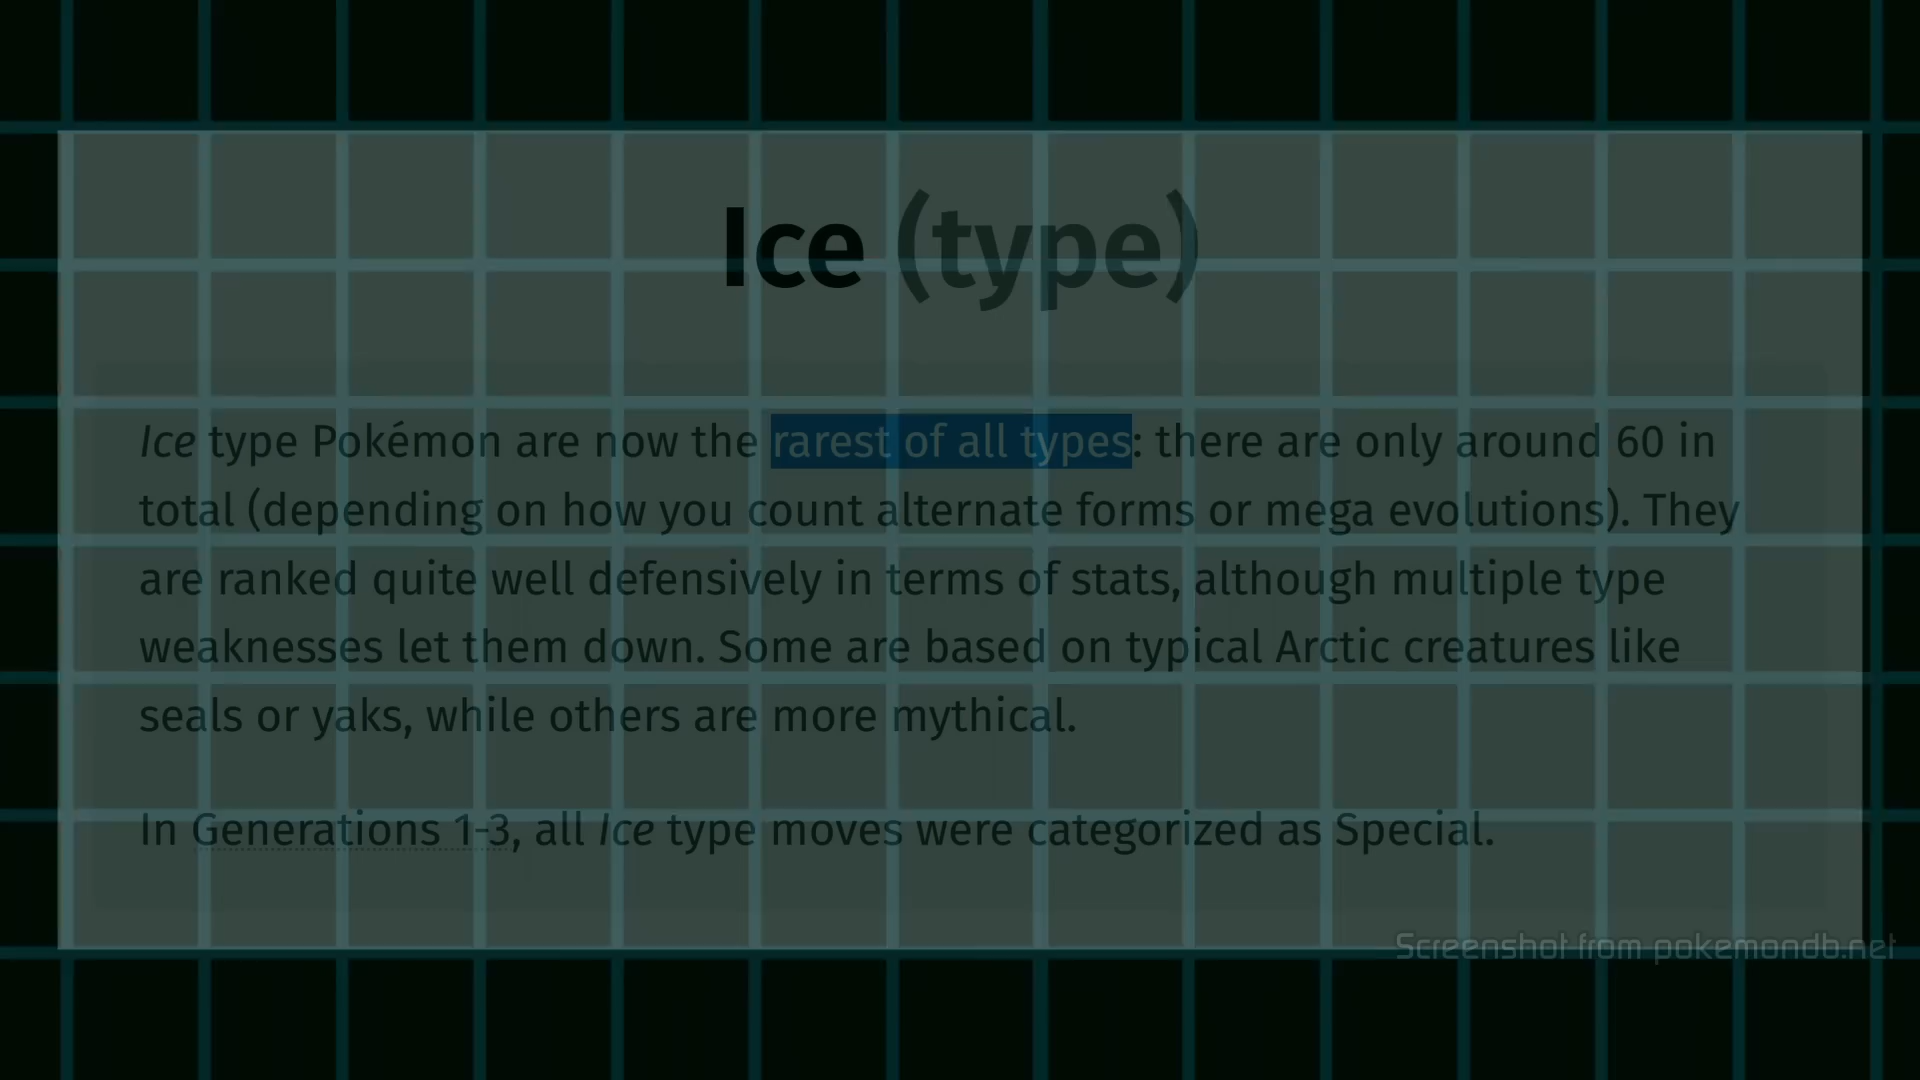 Ice (type)
Ice type Pokémon are now the rarest of all types: there are only around 60 in
total (depending on how you count alternate forms or mega evolutions). They
are ranked quite well defensively in terms of stats, although multiple type
weaknesses let them down. Some are based on typical Arctic creatures like
seals or yaks, while others are more mythical.
In Generations 1-3, all Ice type moves were categorized as Special.
Screenshot from pokemondb.net